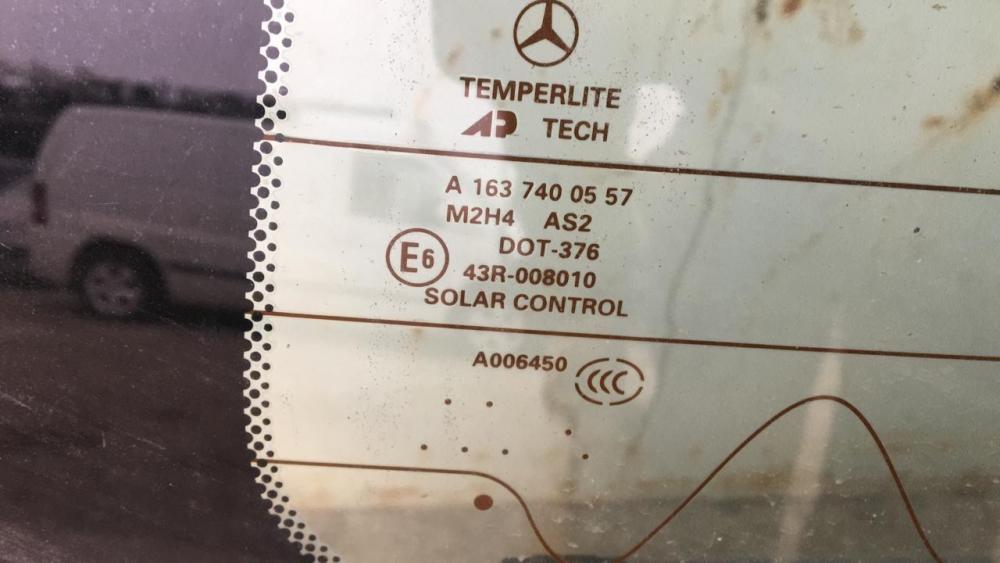 TEMPERLITE
AP TECH
A 163 740 05 57
M2H4 AS2
DOT-376
E6 43R-008010
SOLAR CONTROL
A006450 CCC